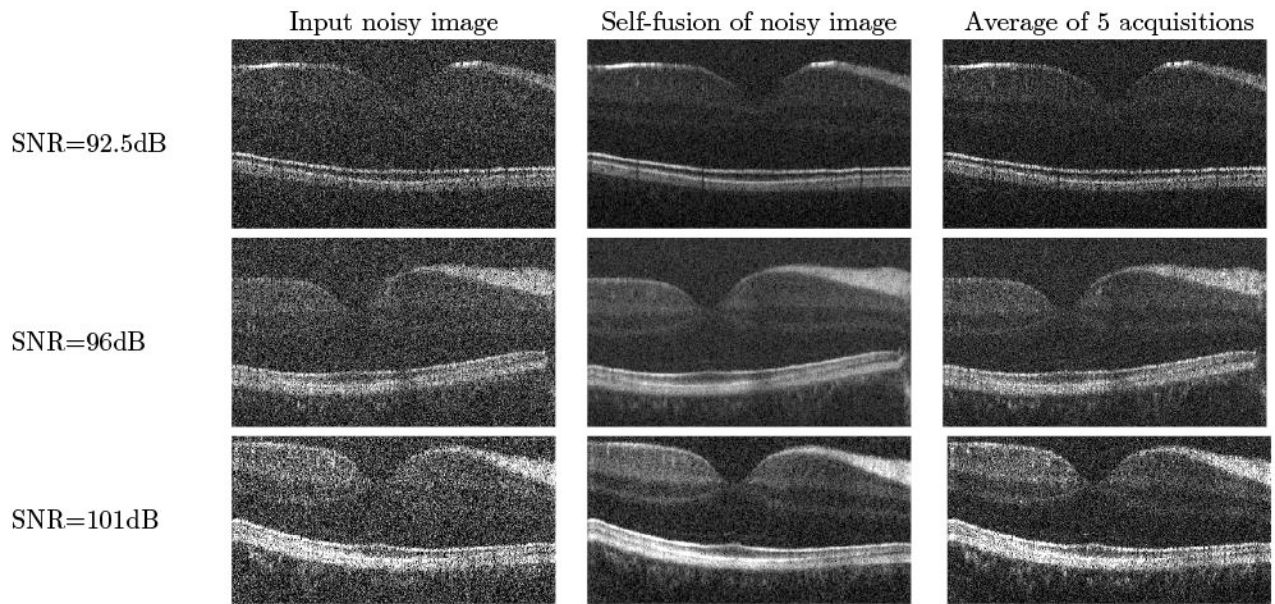 Input noisy image
Self-fusion of noisy image
Average of 5 acquisitions
SNR=92.5dB
SNR=96dB
SNR=101dB